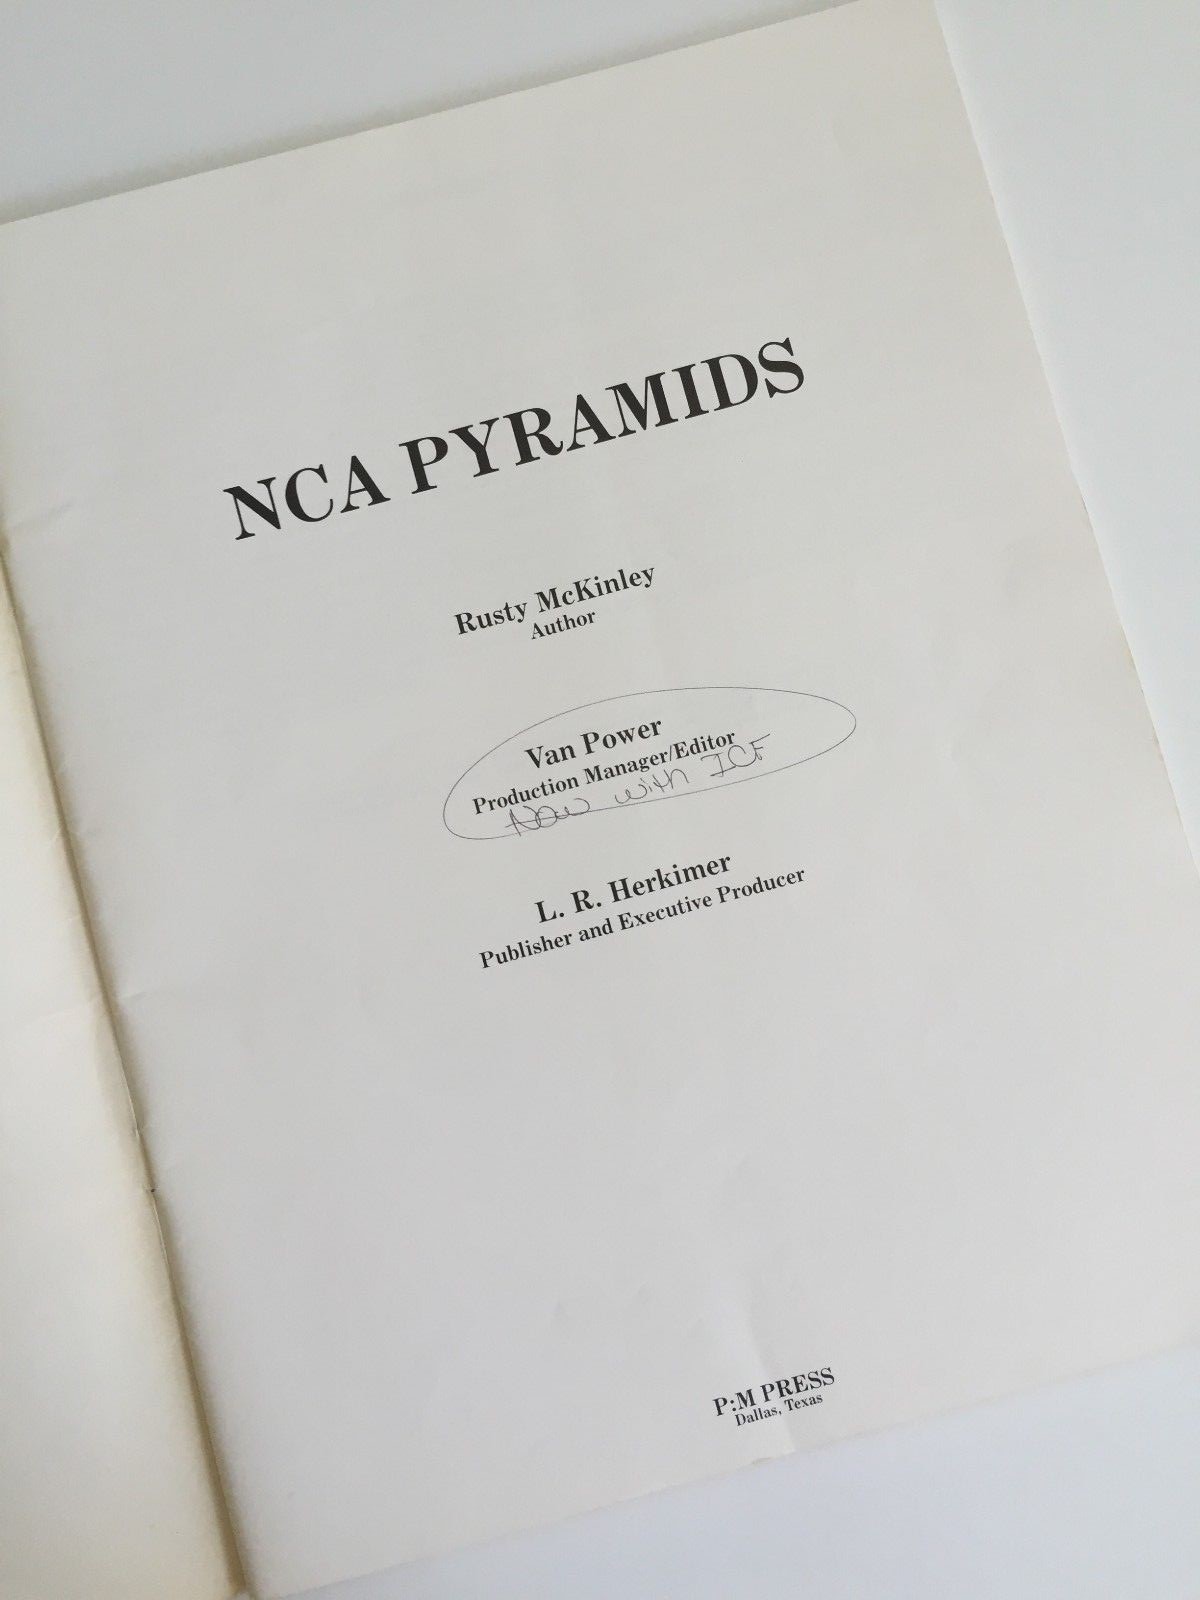 NCA PYRAMIDS
Rusty McKinley
Author
Van Power
Production Manager/Editor
Now with ICF
L. R. Herkimer
Publisher and Executive Producer
P:M PRESS
Dallas, Texas